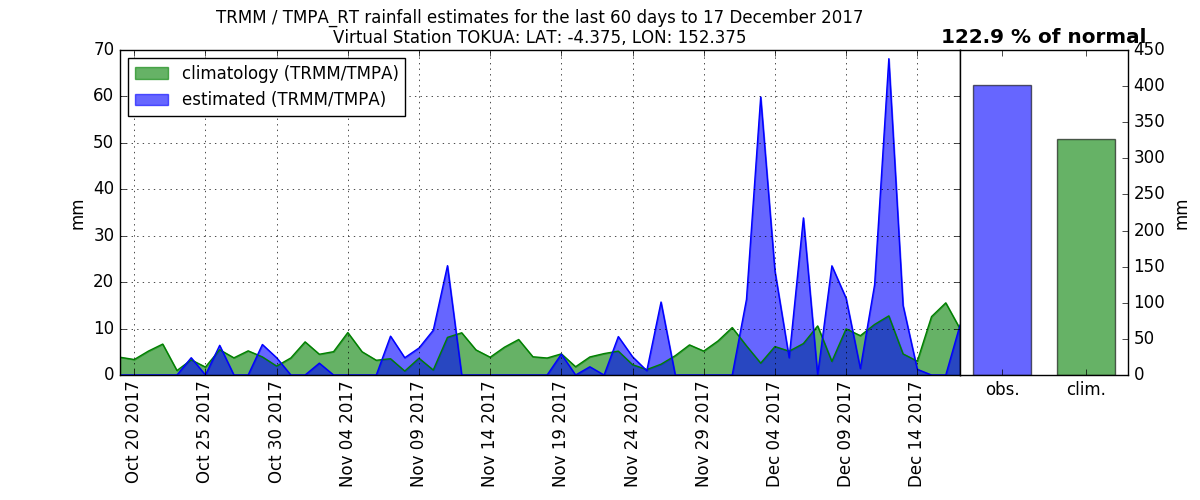 TRMM / TMPA_RT rainfall estimates for the last 60 days to 17 December 2017
Virtual Station TOKUA: LAT: -4.375, LON: 152.375
122.9 % of normal
climatology (TRMM/TMPA)
estimated (TRMM/TMPA)
70
60
50
40
30
20
10
0
mm
Oct 20 2017
Oct 25 2017
Oct 30 2017
Nov 04 2017
Nov 09 2017
Nov 14 2017
Nov 19 2017
Nov 24 2017
Nov 29 2017
Dec 04 2017
Dec 09 2017
Dec 14 2017
obs.
clim.
450
400
350
300
250
200
150
100
50
0
mm